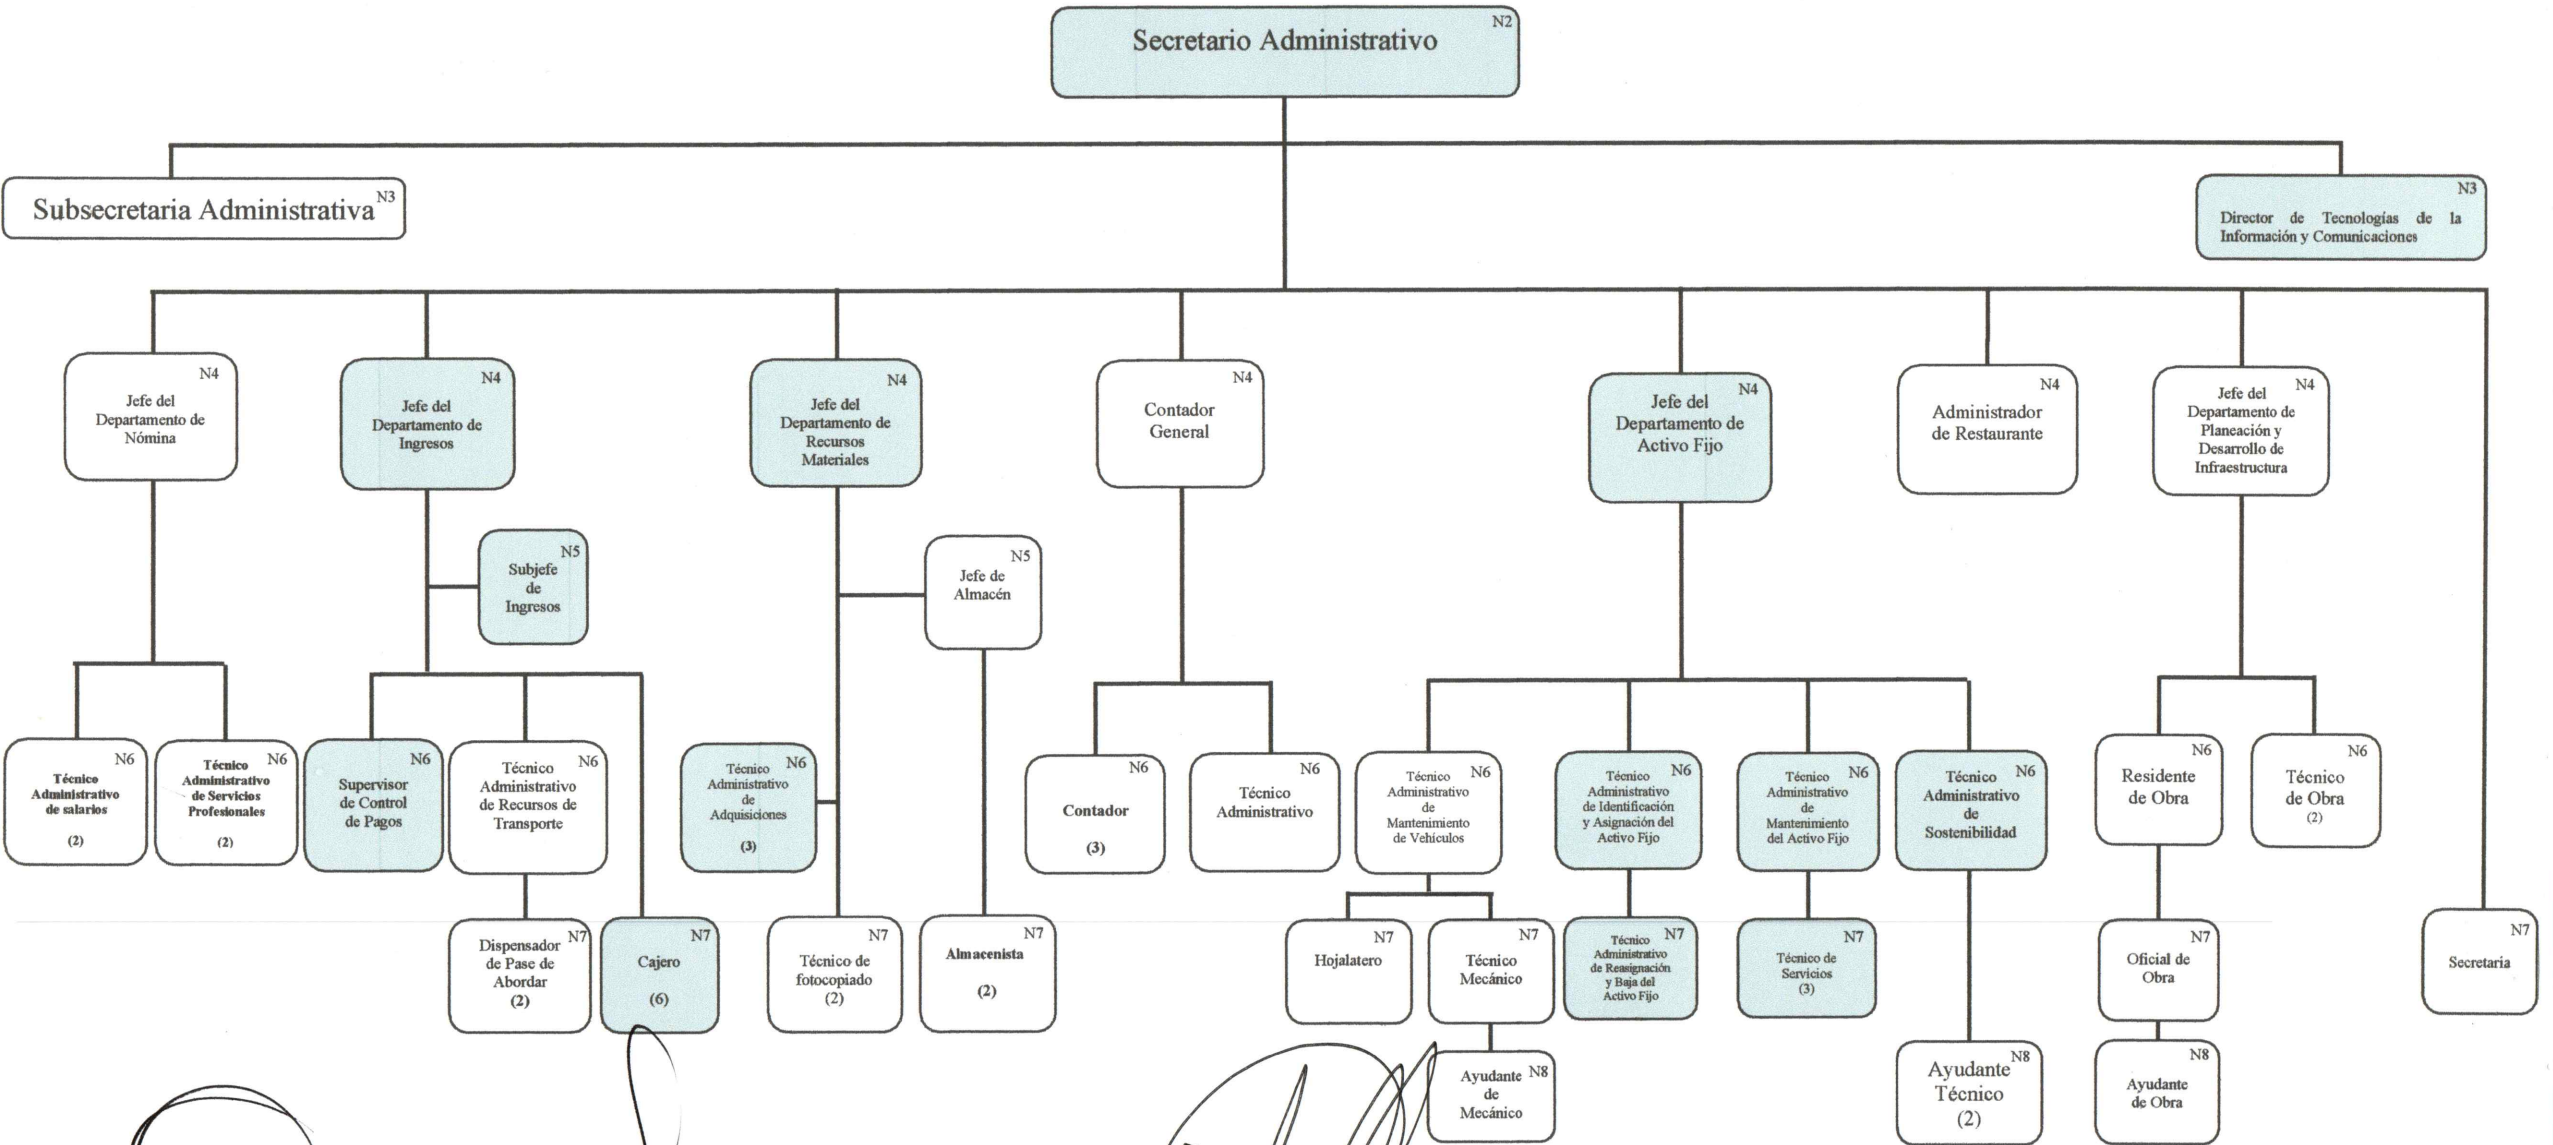 N2
Secretario Administrativo
Subsecretaria Administrativa N3
N3
Director de Tecnologías de la
Información y Comunicaciones
N4
Jefe del
Departamento de
Nómina
N4
Jefe del
Departamento de
Ingresos
N4
Jefe del
Departamento de
Recursos
Materiales
N4
Contador
General
N4
Jefe del
Departamento de
Activo Fijo
N4
Administrador
de Restaurante
N4
Jefe del
Departamento de
Planeación y
Desarrollo de
Infraestructura
N5
Subjefe
de
Ingresos
N5
Jefe de
Almacén
N6
Técnico
Administrativo
de salarios
(2)
N6
Técnico
Administrativo
de Servicios
Profesionales
(2)
N6
Supervisor
de Control
de Pagos
N6
Técnico
Administrativo
de Recursos de
Transporte
N6
Técnico
Administrativo
de
Adquisiciones
(3)
N6
Contador
(3)
N6
Técnico
Administrativo
N6
Técnico
Administrativo
de
Mantenimiento
de Vehículos
N6
Técnico
Administrativo
de Identificación
y Asignación del
Activo Fijo
N6
Técnico
Administrativo
de
Mantenimiento
del Activo Fijo
N6
Técnico
Administrativo
de
Sostenibilidad
N6
Residente
de Obra
N6
Técnico
de Obra
(2)
N7
Dispensador
de Pase de
Abordar
(2)
N7
Cajero
(6)
N7
Técnico de
fotocopiado
(2)
N7
Almacenista
(2)
N7
Hojalatero
N7
Técnico
Mecánico
N7
Técnico
Administrativo
de Reasignación
y Baja del
Activo Fijo
N7
Técnico de
Servicios
(3)
N7
Oficial de
Obra
N7
Secretaria
N8
Ayudante
de
Mecánico
N8
Ayudante
Técnico
(2)
N8
Ayudante
de Obra